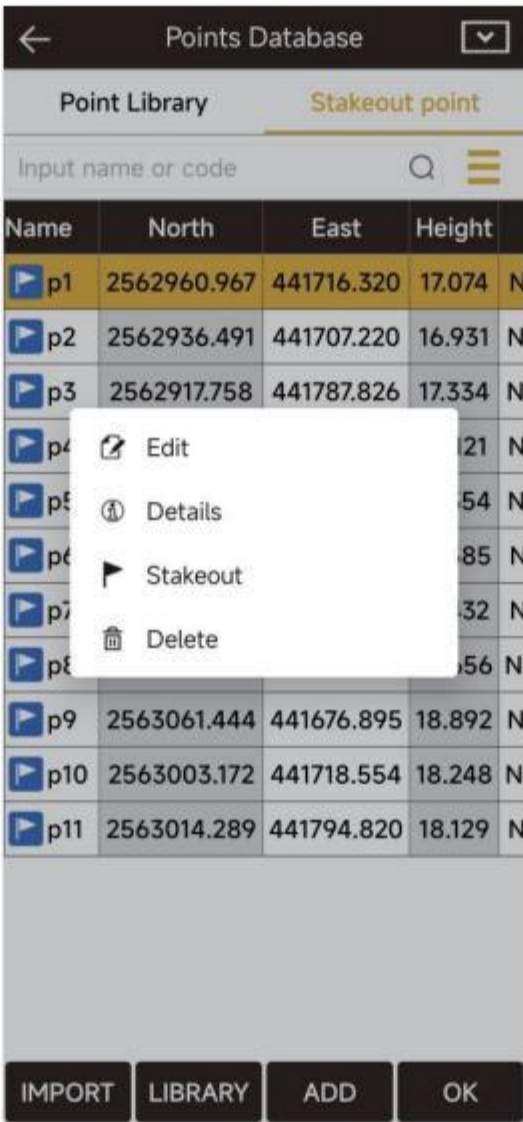 Points Database
Point Library Stakeout point
Input name or code
Name North East Height
p1 2562960.967 441716.320 17.074 N
p2 2562936.491 441707.220 16.931 N
p3 2562917.758 441787.826 17.334 N
Edit
Details
Stakeout
Delete
p9 2563061.444 441676.895 18.892 N
p10 2563003.172 441718.554 18.248 N
p11 2563014.289 441794.820 18.129 N
IMPORT LIBRARY ADD OK